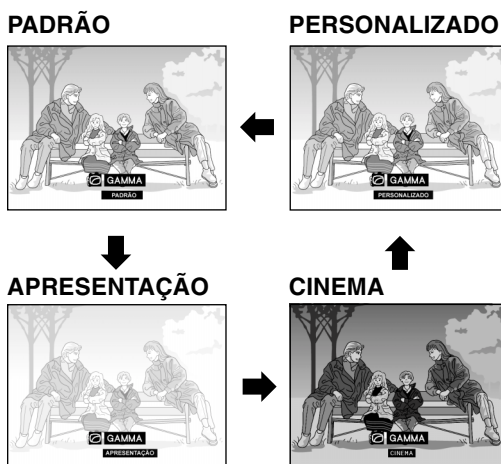 PADRÃO
PERSONALIZADO
GAMMA
PADRÃO
GAMMA
PERSONALIZADO
APRESENTAÇÃO
CINEMA
GAMMA
APRESENTAÇÃO
GAMMA
CINEMA